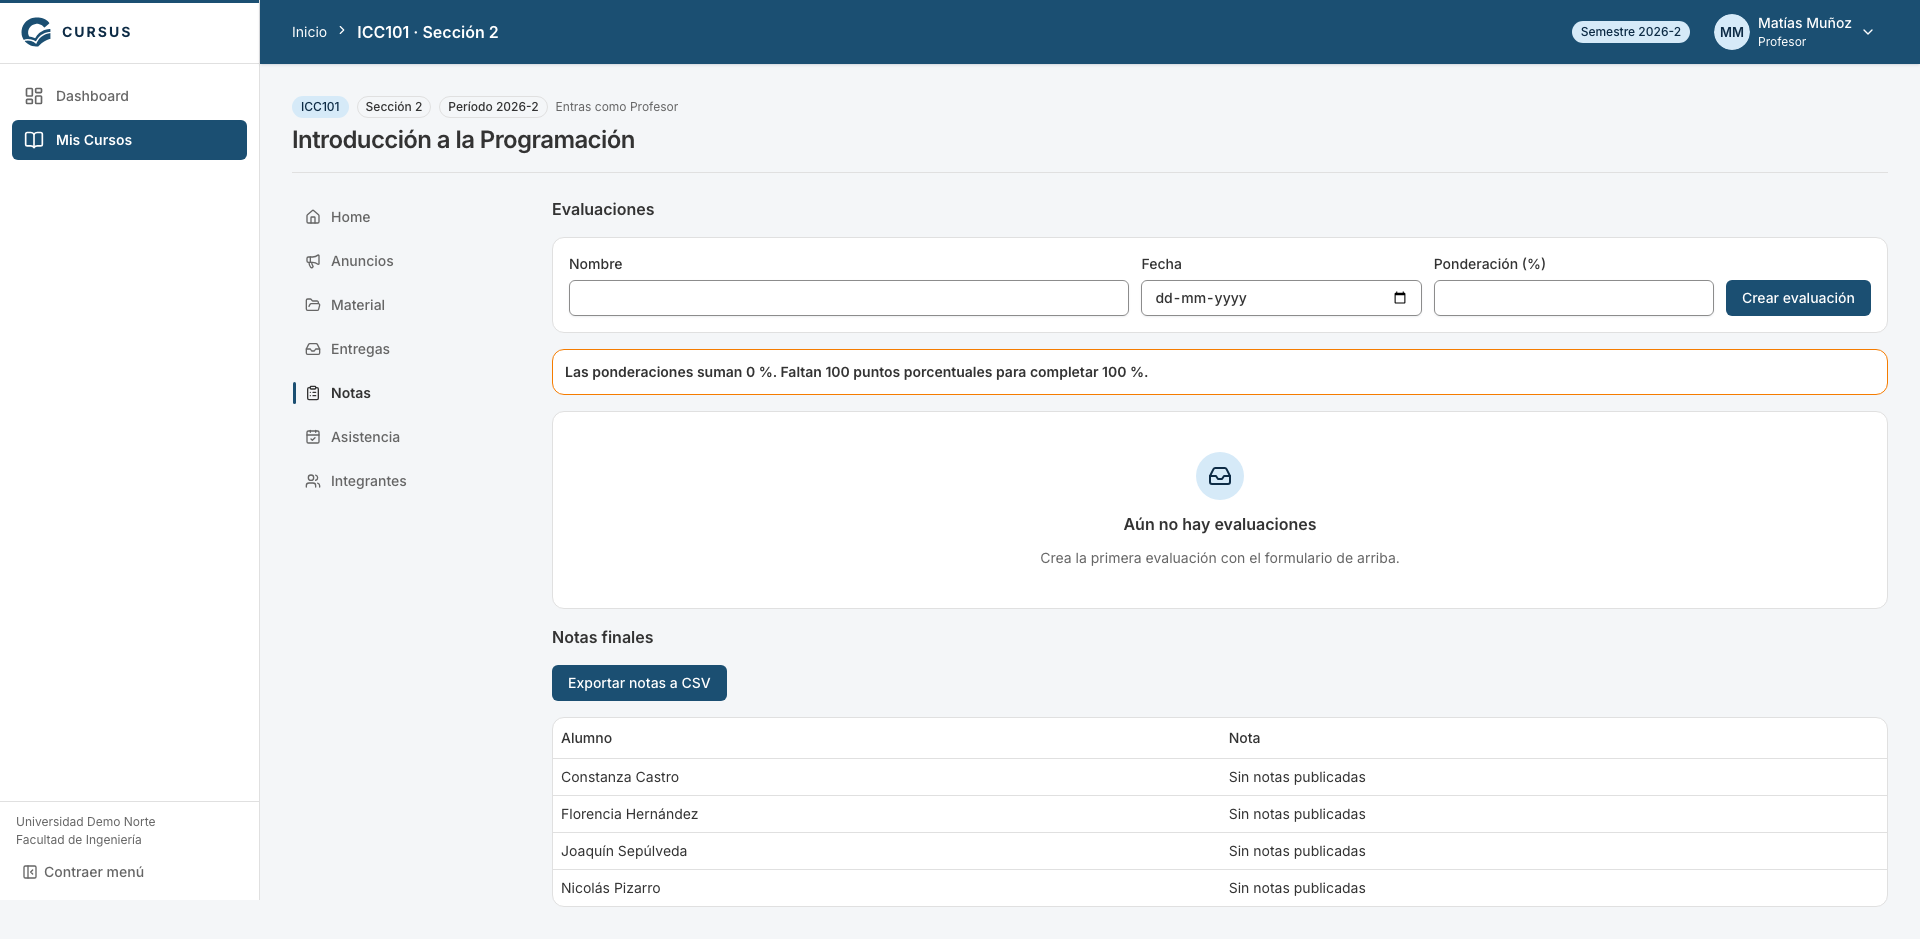 CURSUS
Inicio
ICC101 · Sección 2
Semestre 2026-2
MM
Matías Muñoz
Profesor
Dashboard
Mis Cursos
ICC101
Sección 2
Período 2026-2
Entras como Profesor
Introducción a la Programación
Home
Anuncios
Material
Entregas
Notas
Asistencia
Integrantes
Evaluaciones
Nombre
Fecha
Ponderación (%)
dd-mm-yyyy
Crear evaluación
Las ponderaciones suman 0 %. Faltan 100 puntos porcentuales para completar 100 %.
Aún no hay evaluaciones
Crea la primera evaluación con el formulario de arriba.
Notas finales
Exportar notas a CSV
Alumno
Nota
Constanza Castro
Sin notas publicadas
Florencia Hernández
Sin notas publicadas
Joaquín Sepúlveda
Sin notas publicadas
Nicolás Pizarro
Sin notas publicadas
Universidad Demo Norte
Facultad de Ingeniería
Contraer menú